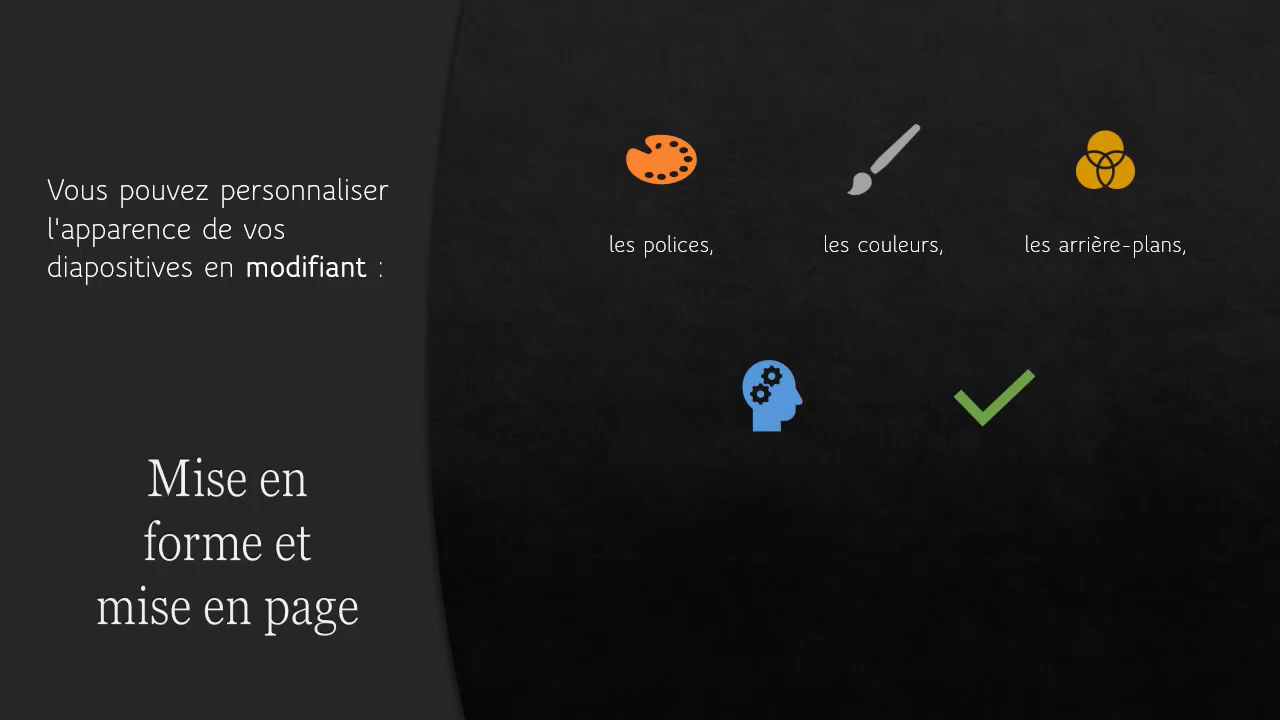 Vous pouvez personnaliser
l'apparence de vos
diapositives en modifiant :
les polices,
les couleurs,
les arrière-plans,
Mise en
forme et
mise en page